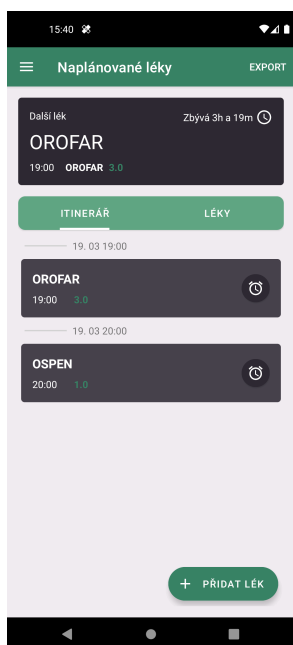 15:40
Naplánované léky
EXPORT
Další lék
Zbývá 3h a 19m
OROFAR
19:00 OROFAR 3.0
ITINERÁŘ
LÉKY
19. 03 19:00
OROFAR
19:00 3.0
19. 03 20:00
OSPEN
20:00 1.0
+ PŘIDAT LÉK